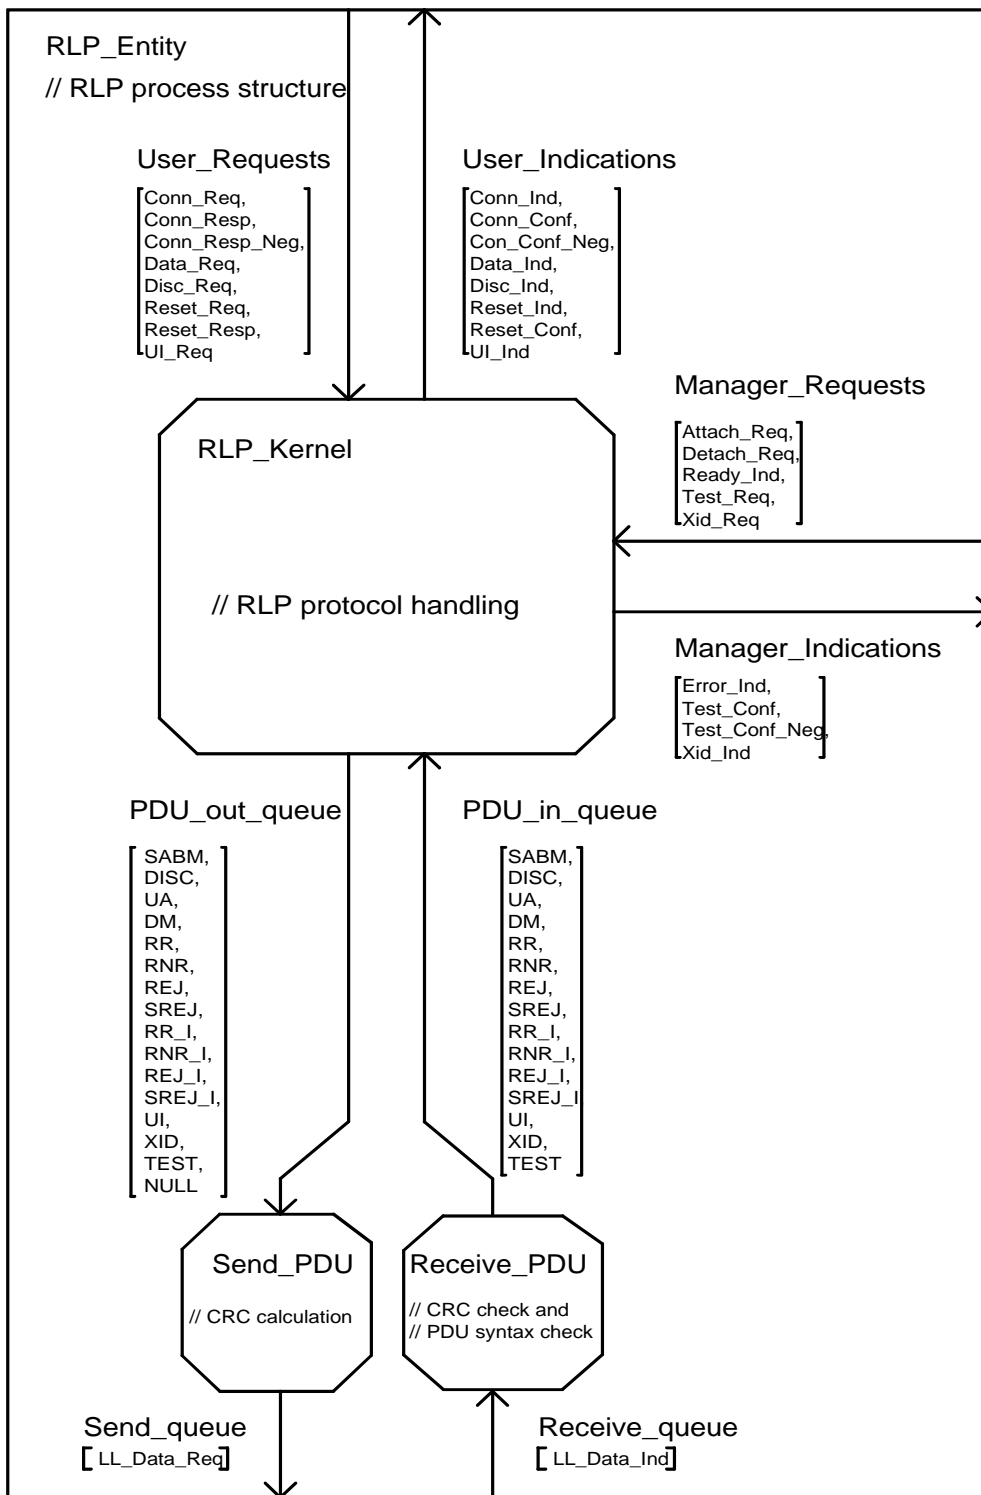 RLP_Entity
// RLP process structure
User_Requests
Conn_Req,
Conn_Resp,
Conn_Resp_Neg,
Data_Req,
Disc_Req,
Reset_Req,
Reset_Resp,
UI_Req
User_Indications
Conn_Ind,
Conn_Conf,
Con_Conf_Neg,
Data_Ind,
Disc_Ind,
Reset_Ind,
Reset_Conf,
UI_Ind
Manager_Requests
Attach_Req,
Detach_Req,
Ready_Ind,
Test_Req,
Xid_Req
RLP_Kernel
// RLP protocol handling
Manager_Indications
Error_Ind,
Test_Conf,
Test_Conf_Neg,
Xid_Ind
PDU_out_queue
SABM,
DISC,
UA,
DM,
RR,
RNR,
REJ,
SREJ,
RR_I,
RNR_I,
REJ_I,
SREJ_I,
UI,
XID,
TEST,
NULL
PDU_in_queue
SABM,
DISC,
UA,
DM,
RR,
RNR,
REJ,
SREJ,
RR_I,
RNR_I,
REJ_I,
SREJ_I
UI,
XID,
TEST
Send_PDU
// CRC calculation
Receive_PDU
// CRC check and
// PDU syntax check
Send_queue
[ LL_Data_Req]
Receive_queue
[ LL_Data_Ind]